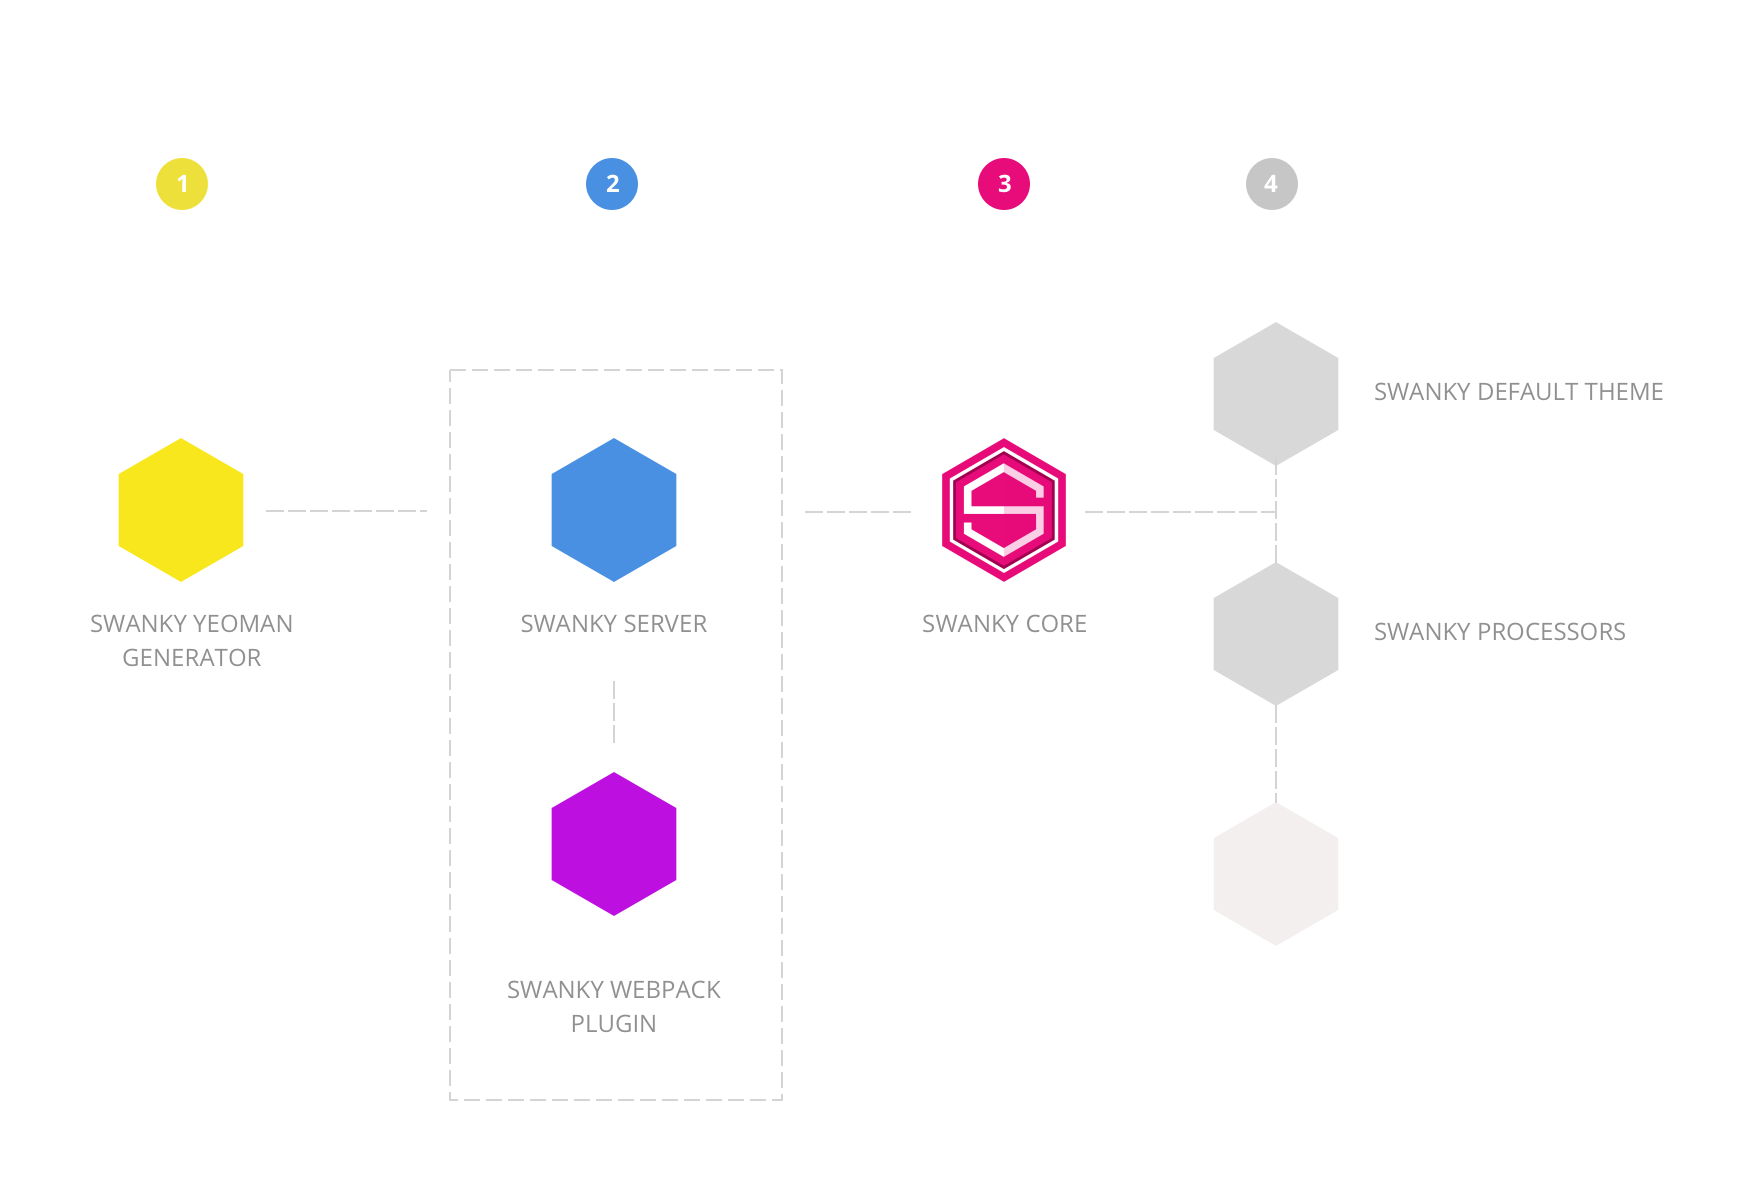 1
2
3
4
SWANKY DEFAULT THEME
SWANKY YEOMAN
GENERATOR
SWANKY SERVER
SWANKY CORE
SWANKY PROCESSORS
SWANKY WEBPACK
PLUGIN